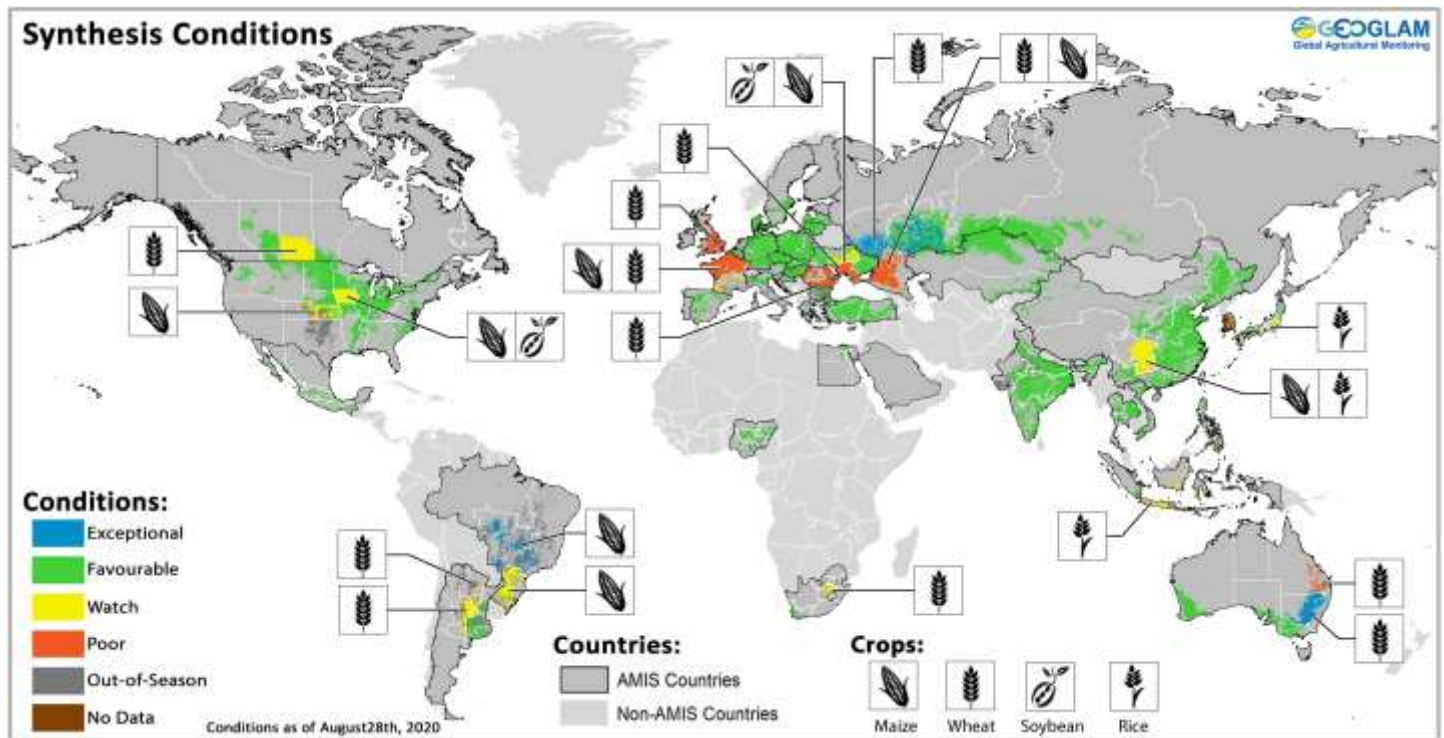 Synthesis Conditions
GEOGLAM
Global Agricultural Monitoring
Conditions:
Exceptional
Favourable
Watch
Poor
Out-of-Season
No Data
Conditions as of August28th, 2020
Countries:
AMIS Countries
Non-AMIS Countries
Crops:
Maize
Wheat
Soybean
Rice